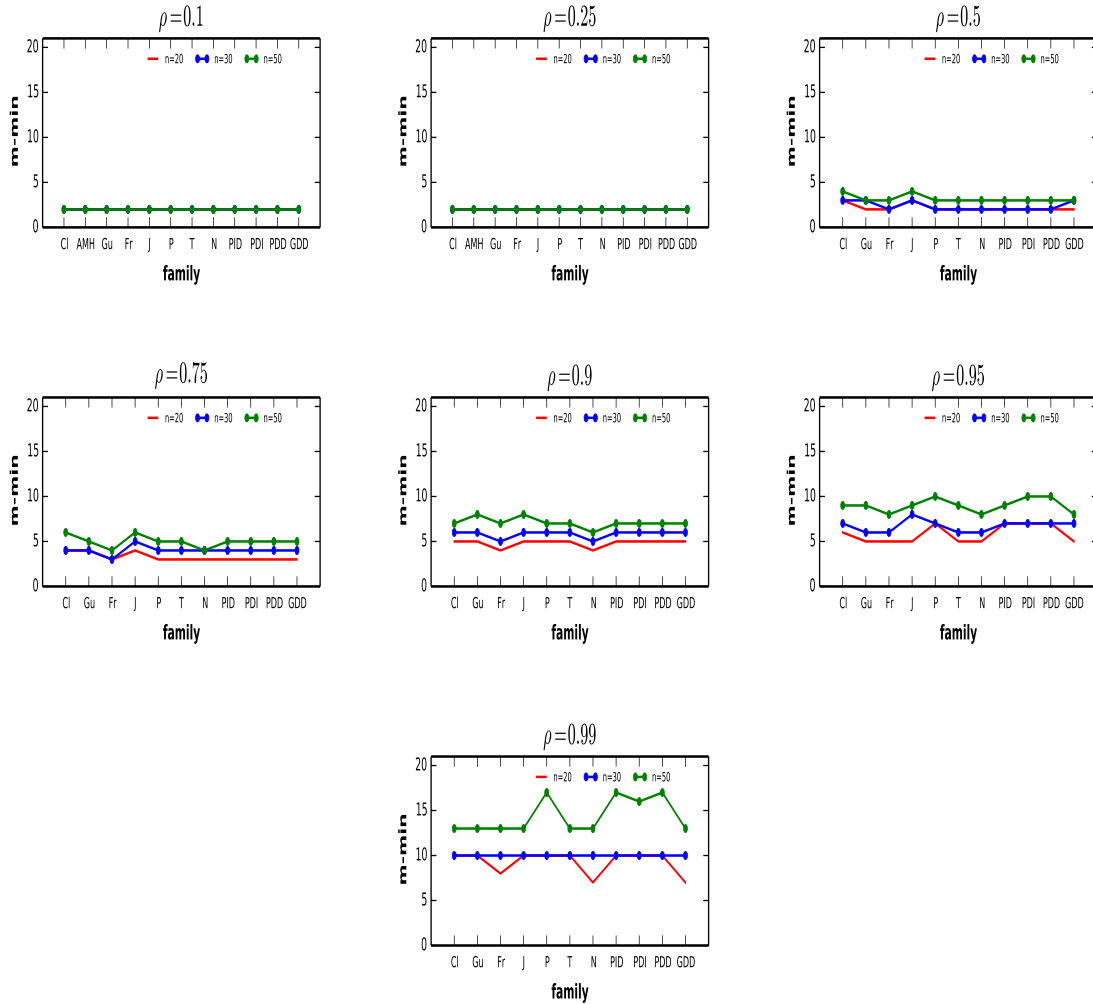 ρ=0.1
ρ=0.25
ρ=0.5
m-min
20
15
10
5
0
n=20 n=30 n=50
Cl AMH Gu Fr J P T N PID PDI PDD GDD
family
m-min
20
15
10
5
0
n=20 n=30 n=50
Cl AMH Gu Fr J P T N PID PDI PDD GDD
family
m-min
20
15
10
5
0
n=20 n=30 n=50
Cl Gu Fr J P T N PID PDI PDD GDD
family
ρ=0.75
ρ=0.9
ρ=0.95
m-min
20
15
10
5
0
n=20 n=30 n=50
Cl Gu Fr J P T N PID PDI PDD GDD
family
m-min
20
15
10
5
0
n=20 n=30 n=50
Cl Gu Fr J P T N PID PDI PDD GDD
family
m-min
20
15
10
5
0
n=20 n=30 n=50
Cl Gu Fr J P T N PID PDI PDD GDD
family
ρ=0.99
m-min
20
15
10
5
0
n=20 n=30 n=50
Cl Gu Fr J P T N PID PDI PDD GDD
family